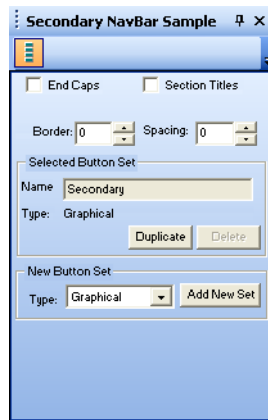 Secondary NavBar Sample
End Caps Section Titles
Border: 0 Spacing: 0
Selected Button Set
Name Secondary
Type: Graphical
Duplicate Delete
New Button Set
Type: Graphical Add New Set